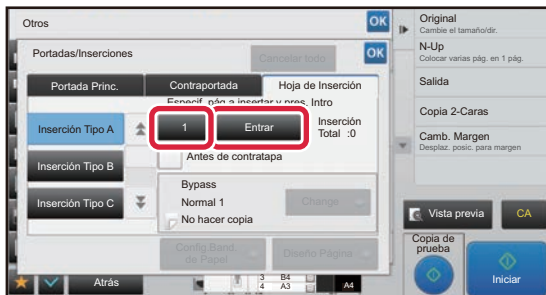 Otros
OK
Portadas/Inserciones
Cancelar todo
OK
Portada Princ.
Contraportada
Hoja de Inserción
Especif. pág a insertar y pres. Intro
Inserción Tipo A
1
Entrar
Inserción
Total :0
Antes de contratapa
Inserción Tipo B
Bypass
Normal 1
Change
No hacer copia
Inserción Tipo C
Config Band.
de Papel
Diseño Página
Atrás
3 B4
4 A3
A4
Original
Cambie el tamaño/dir.
N-Up
Colocar varias pág. en 1 pág.
Salida
Copia 2-Caras
Camb. Margen
Desplaz. posic. para margen
Vista previa
CA
Copia de
prueba
Iniciar